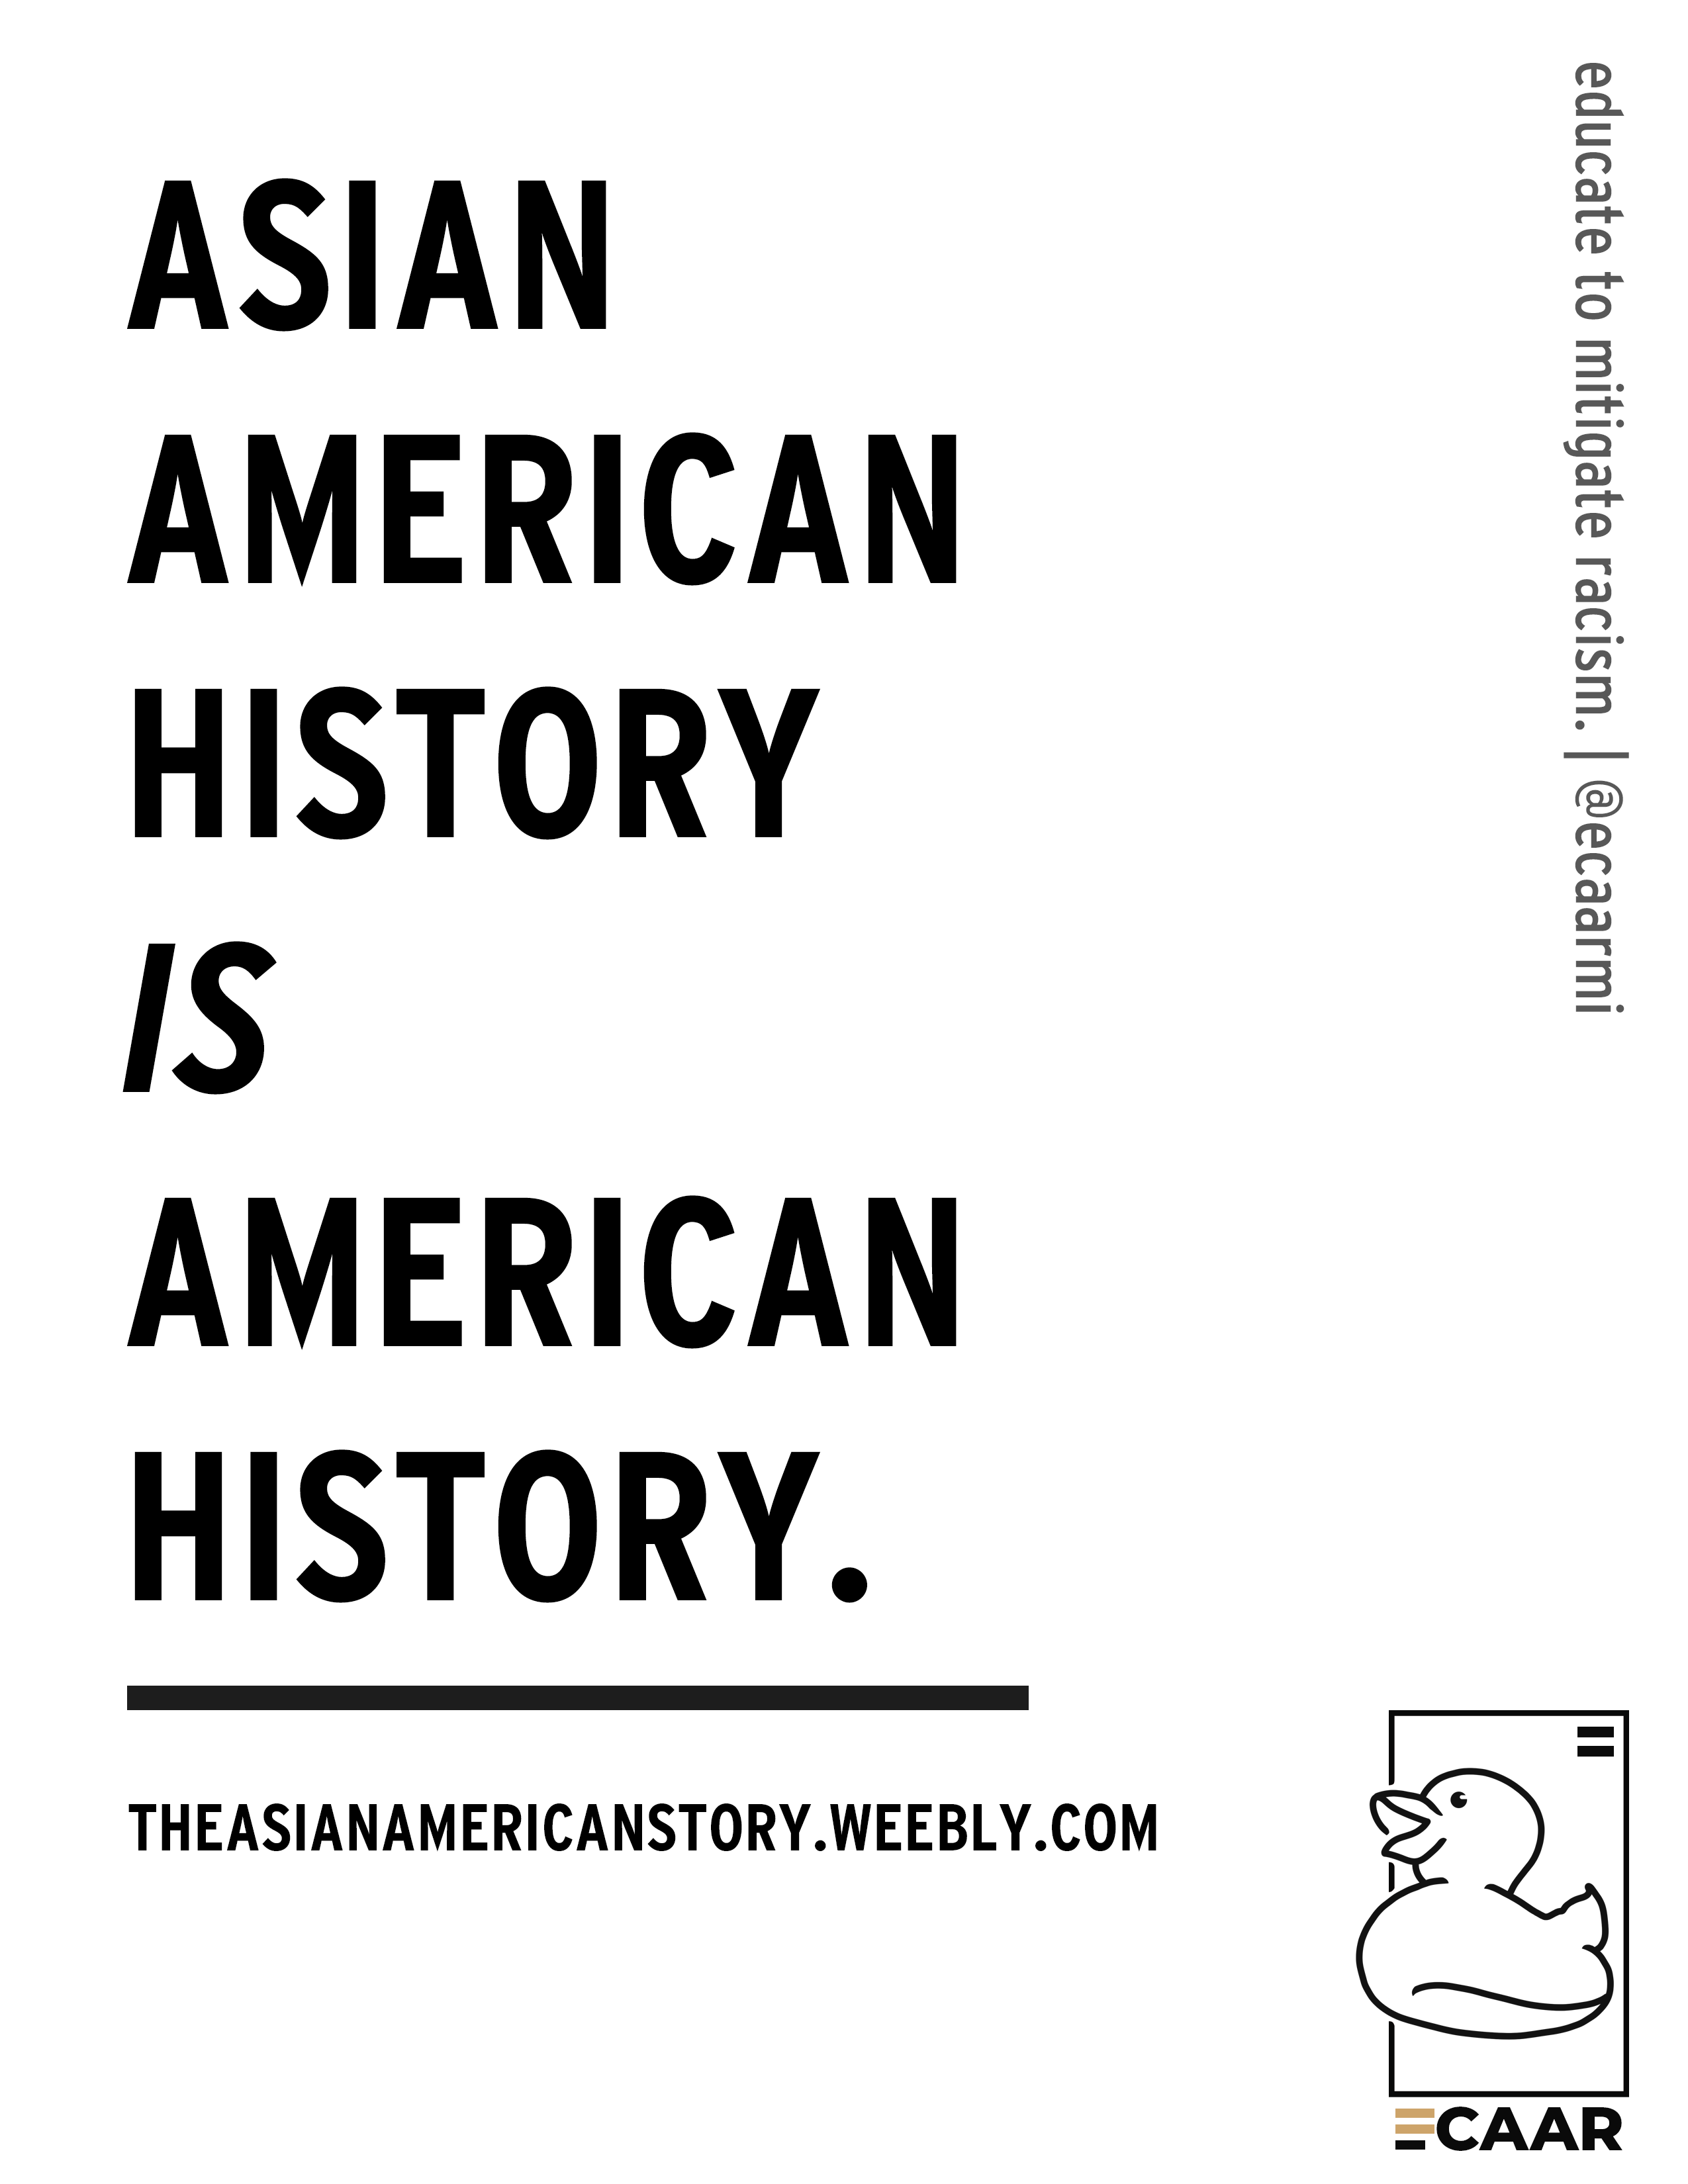 ASIAN
AMERICAN
HISTORY
IS
AMERICAN
HISTORY.
THEASIANAMERICANSTORY.WEEBLY.COM
educate to mitigate racism. | @ecaarmi
ECAAR